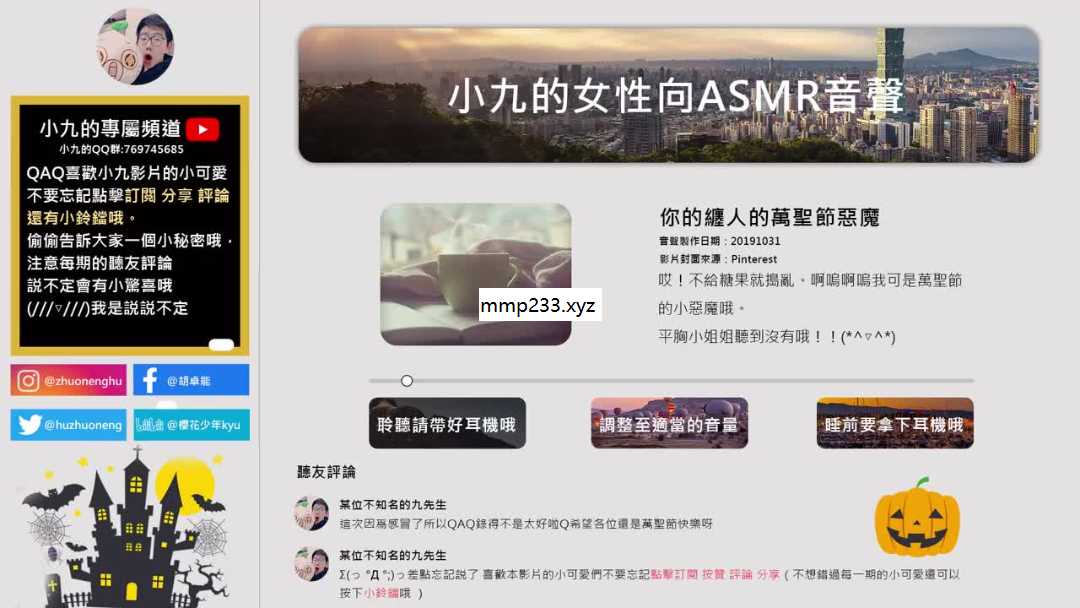 小九的專屬頻道
小九的QQ群:769745685
QAQ喜歡小九影片的小可愛
不要忘記點擊訂閲 分享 評論
還有小鈴鐺哦。
偷偷告訴大家一個小秘密哦，
注意每期的聽友評論
説不定會有小驚喜哦
(///▿///)我是説説不定
@zhuonenghu
@胡卓能
@huzhuoneng
@櫻花少年kyu
小九的女性向ASMR音聲
你的纏人的萬聖節惡魔
音聲製作日期：20191031
影片封面來源：Pinterest
哎！不給糖果就搗亂、啊嗚啊嗚我可是萬聖節
的小惡魔哦。
平胸小姐姐聽到沒有哦！！(*^▿^*)
mmp233.xyz
聆聽請帶好耳機哦
調整至適當的音量
睡前要拿下耳機哦
聽友評論
某位不知名的九先生
這次因爲感冒了所以QAQ錄得不是太好啦Q希望各位還是萬聖節快樂呀
某位不知名的九先生
Σ(っ °Д °;)っ差點忘記説了 喜歡本影片的小可愛們不要忘記點擊訂閲 按贊 評論 分享（不想錯過每一期的小可愛還可以
按下小鈴鐺哦 ）